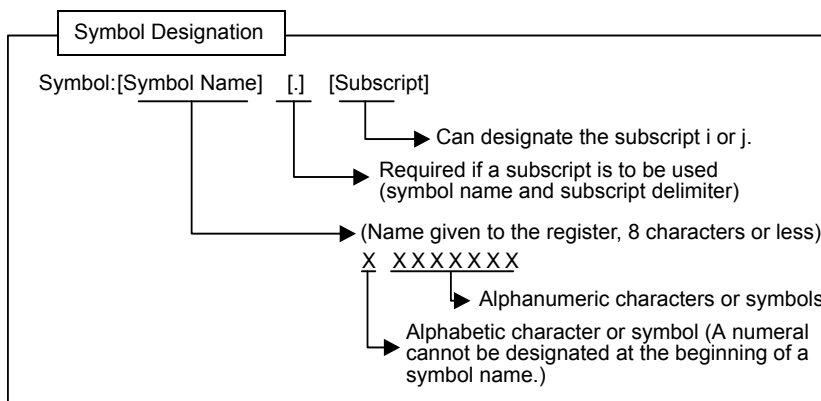 Symbol Designation
Symbol:[Symbol Name] [.] [Subscript]
Can designate the subscript i or j.
Required if a subscript is to be used
(symbol name and subscript delimiter)
(Name given to the register, 8 characters or less)
X X X X X X X X
Alphanumeric characters or symbols
Alphabetic character or symbol (A numeral
cannot be designated at the beginning of a
symbol name.)